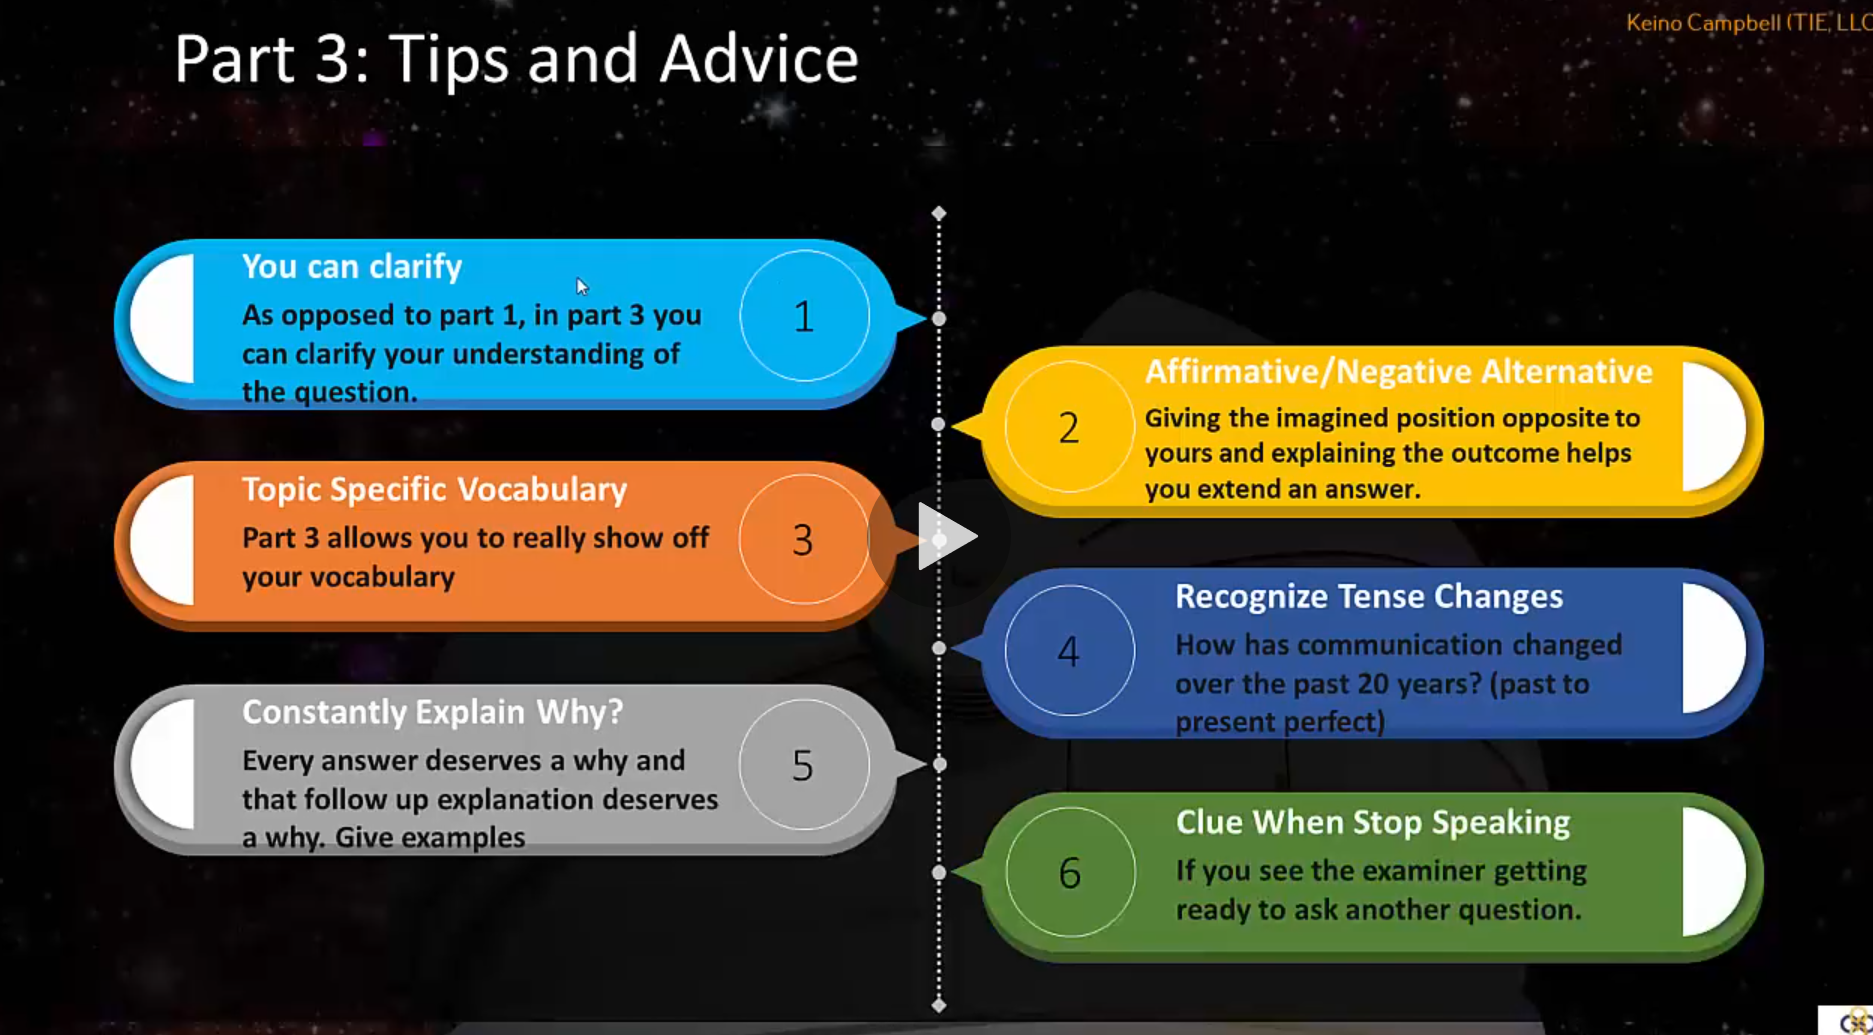 Keino Campbell (TIE, LLC
Part 3: Tips and Advice
You can clarify
As opposed to part 1, in part 3 you
can clarify your understanding of
the question.
1
Affirmative/Negative Alternative
Giving the imagined position opposite to
yours and explaining the outcome helps
you extend an answer.
2
Topic Specific Vocabulary
Part 3 allows you to really show off
your vocabulary
3
Recognize Tense Changes
How has communication changed
over the past 20 years? (past to
present perfect)
4
Constantly Explain Why?
Every answer deserves a why and
that follow up explanation deserves
a why. Give examples
5
Clue When Stop Speaking
If you see the examiner getting
ready to ask another question.
6